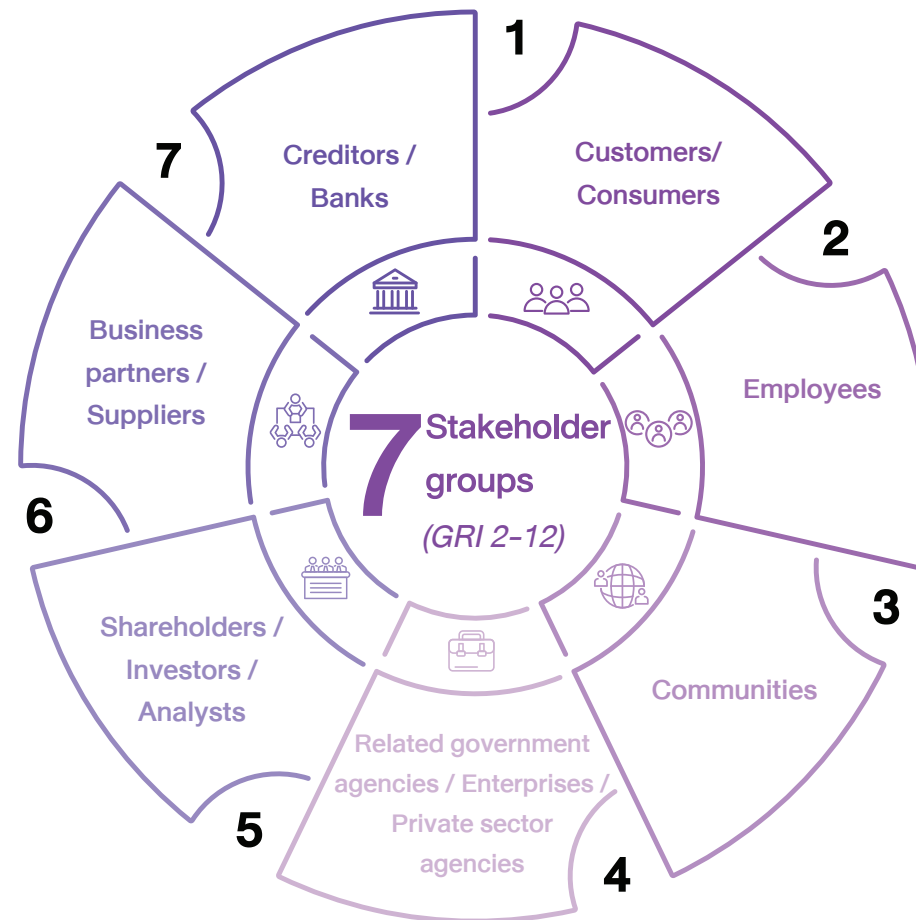 7
Stakeholder
groups
(GRI 2-12)
1
Customers/
Consumers
2
Employees
3
Communities
4
Related government
agencies / Enterprises /
Private sector
agencies
5
Shareholders /
Investors /
Analysts
6
Business
partners /
Suppliers
7
Creditors /
Banks